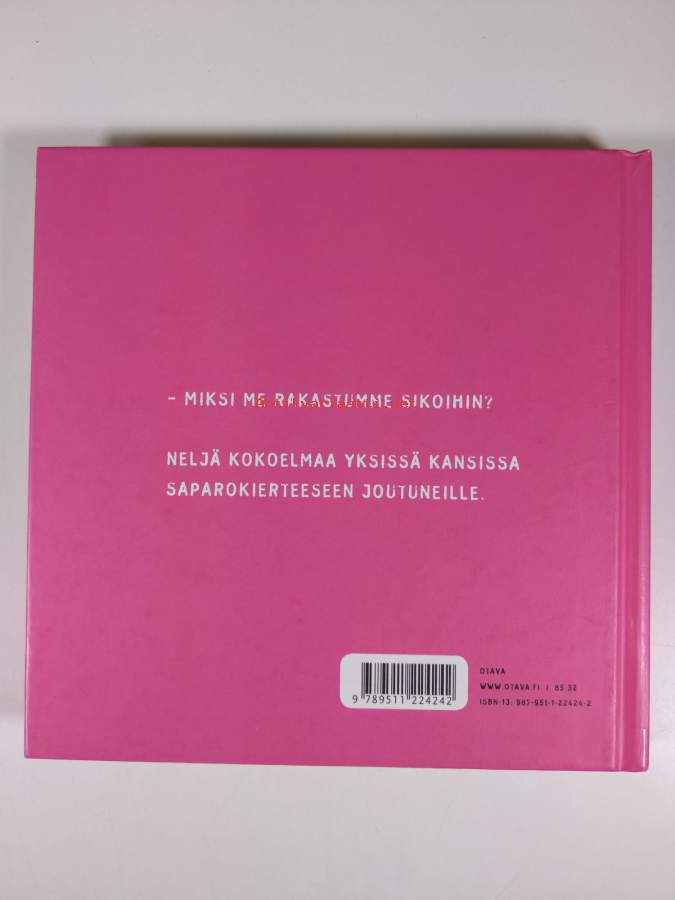 - MIKSI ME RAKASTUMME SIKOIHIN?
NELJÄ KOKOELMAA YKSISSÄ KANSISSA
SAPAROKIERTEESEEN JOUTUNEILLE.
OTAVA
WWW.OTAVA.FI | 85.32
ISBN-13: 987-951-1-22424-2
9 789511 224242